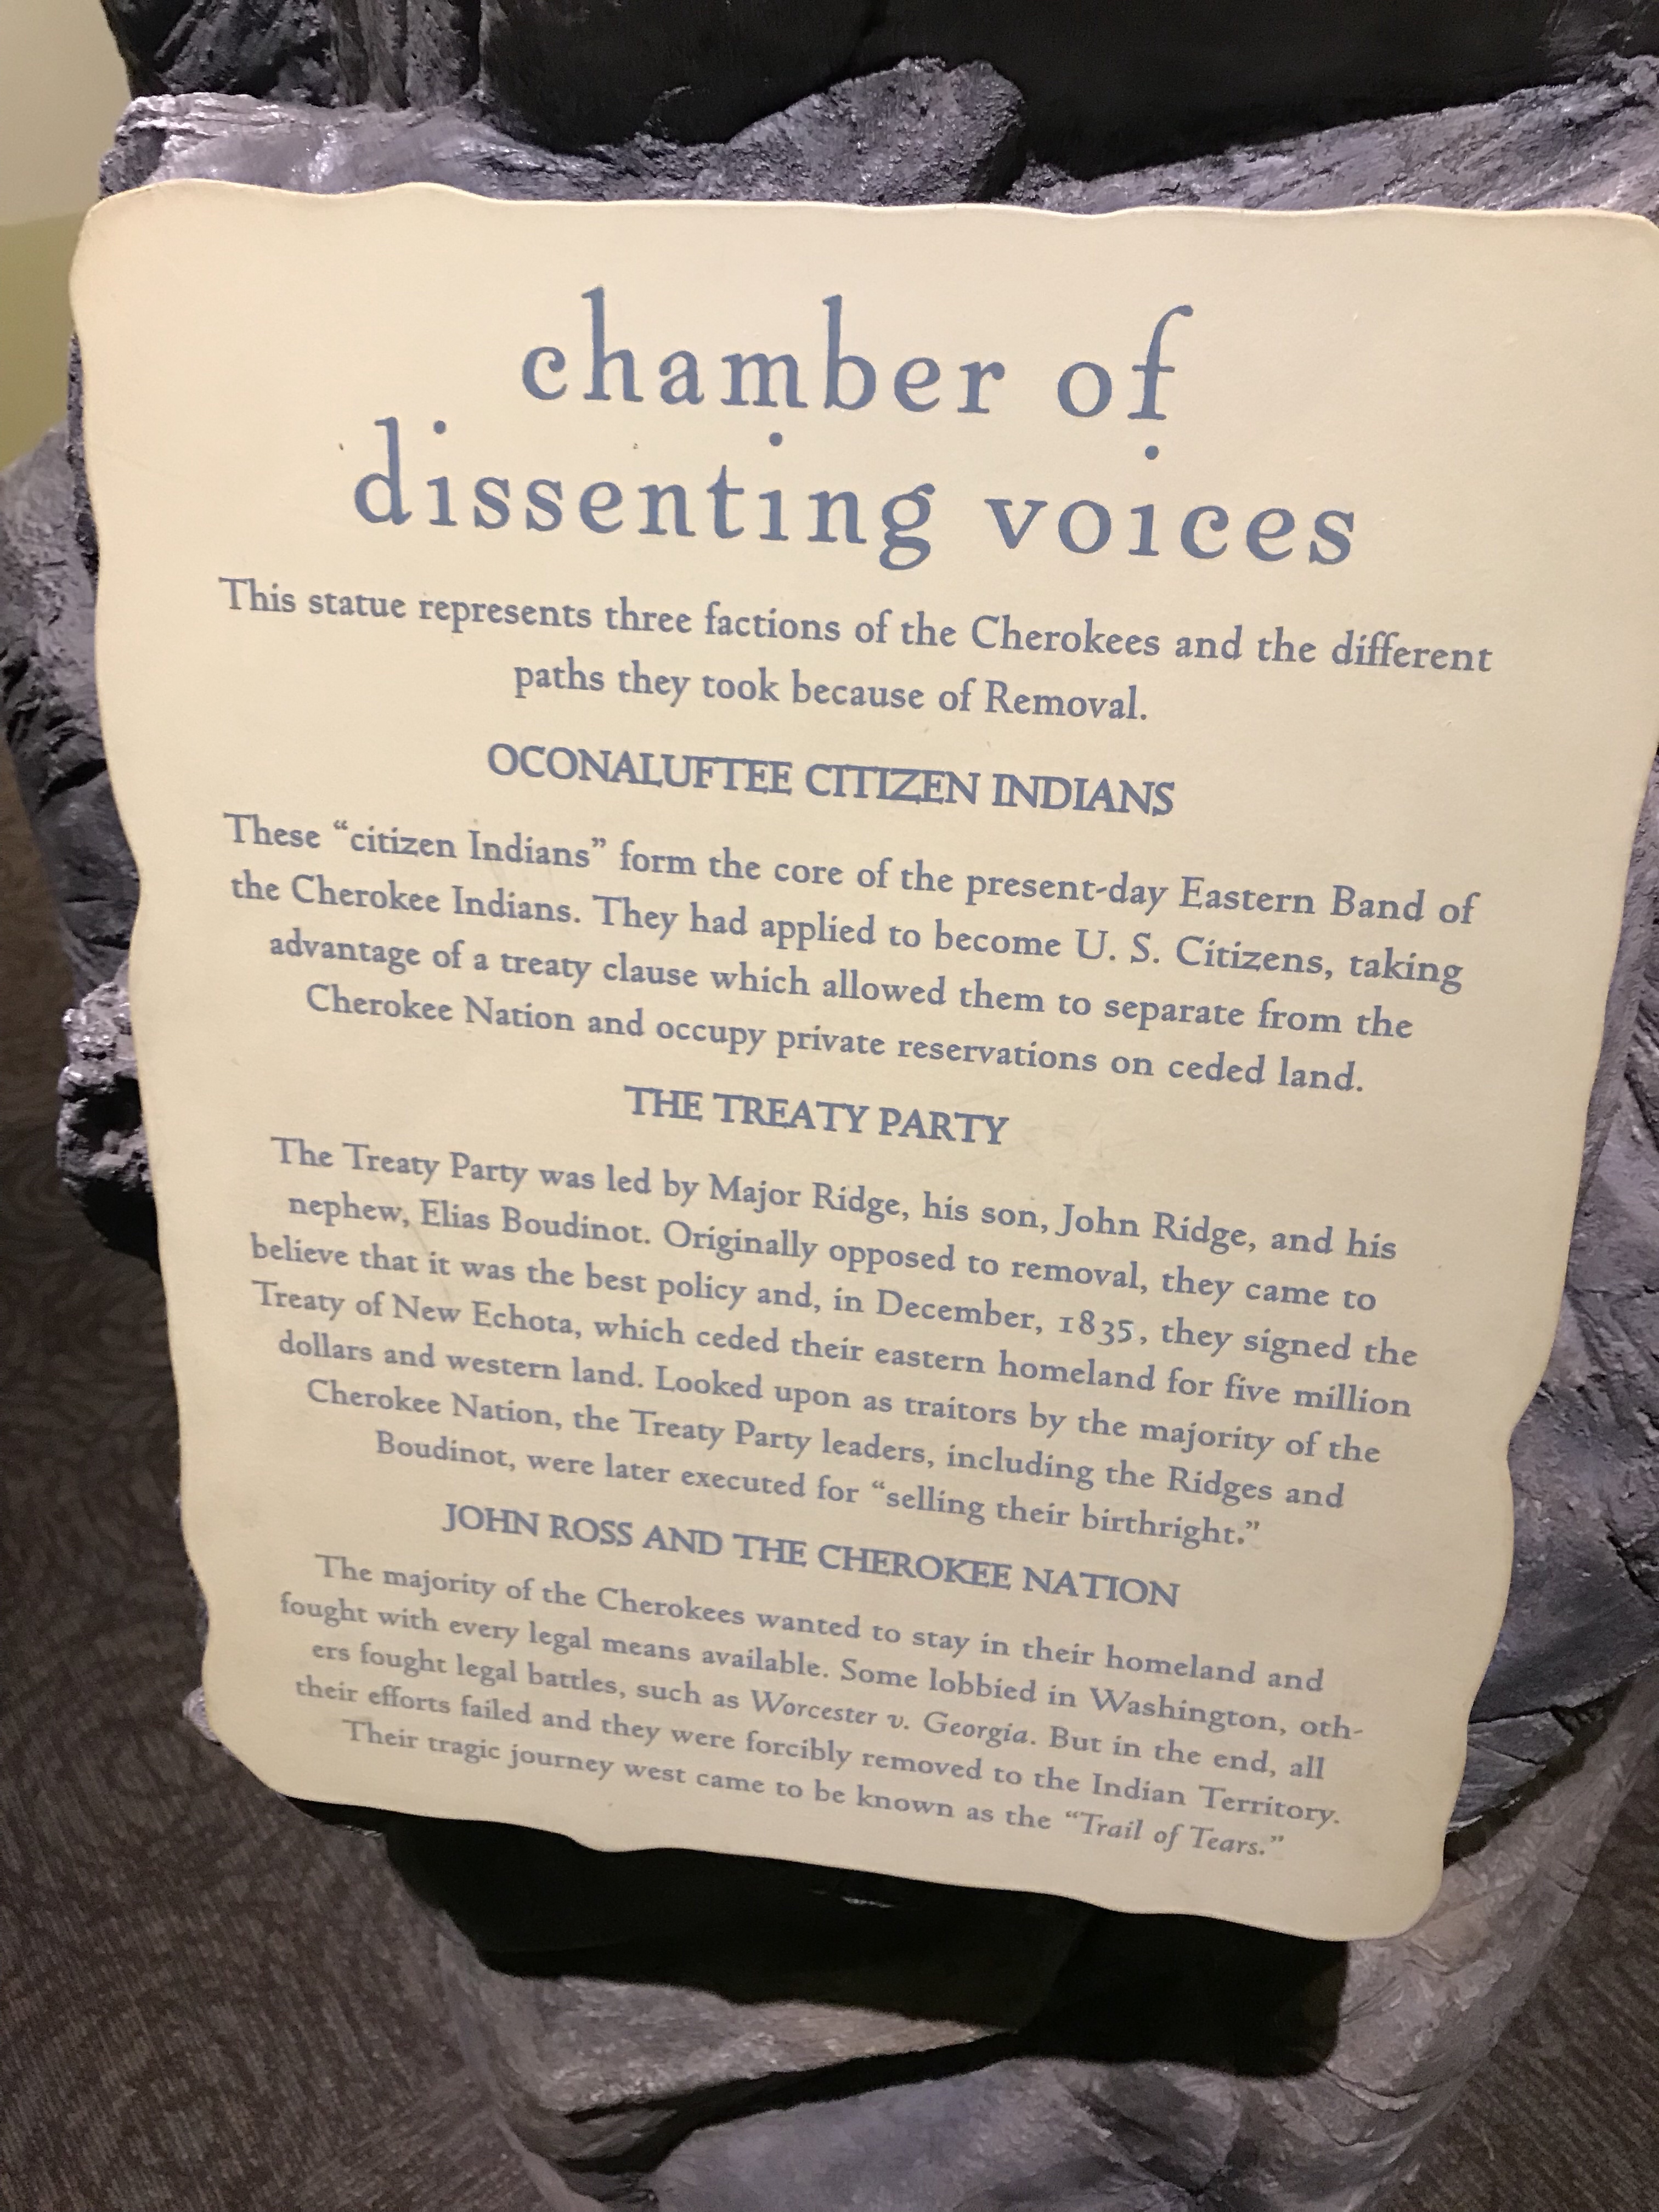 chamber of
dissenting voices
This statue represents three factions of the Cherokees and the different
paths they took because of Removal.
OCONALUFTEE CITIZEN INDIANS
These “citizen Indians” form the core of the present-day Eastern Band of
the Cherokee Indians. They had applied to become U. S. Citizens, taking
advantage of a treaty clause which allowed them to separate from the
Cherokee Nation and occupy private reservations on ceded land.
THE TREATY PARTY
The Treaty Party was led by Major Ridge, his son, John Ridge, and his
nephew, Elias Boudinot. Originally opposed to removal, they came to
believe that it was the best policy and, in December, 1835, they signed the
Treaty of New Echota, which ceded their eastern homeland for five million
dollars and western land. Looked upon as traitors by the majority of the
Cherokee Nation, the Treaty Party leaders, including the Ridges and
Boudinot, were later executed for “selling their birthright.”
JOHN ROSS AND THE CHEROKEE NATION
The majority of the Cherokees wanted to stay in their homeland and
fought with every legal means available. Some lobbied in Washington, oth-
ers fought legal battles, such as Worcester v. Georgia. But in the end, all
their efforts failed and they were forcibly removed to the Indian Territory.
Their tragic journey west came to be known as the “Trail of Tears.”